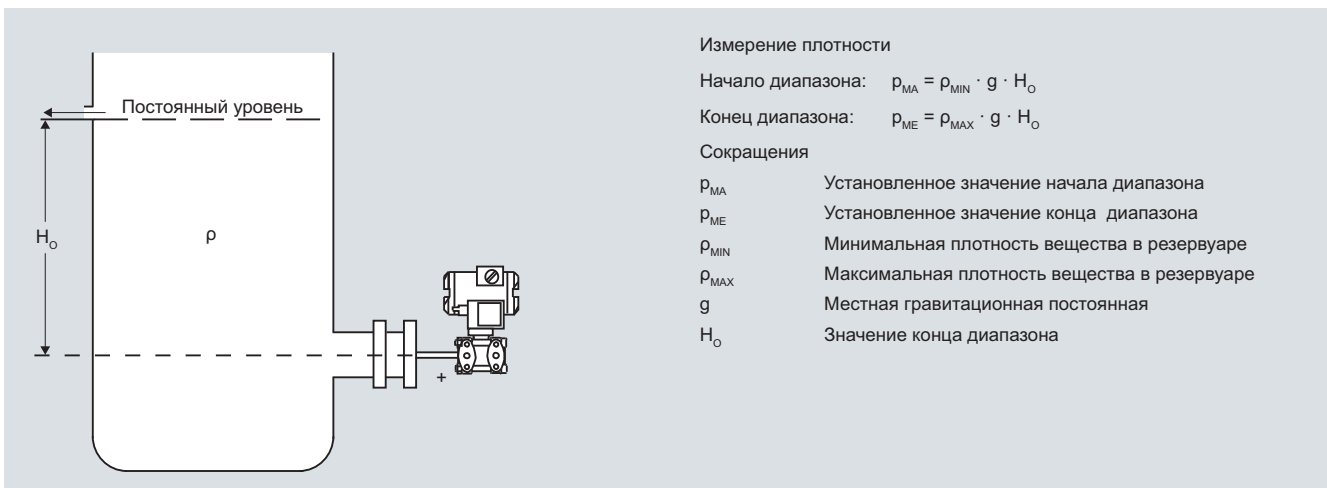 Постоянный уровень
H₀
ρ
+
Измерение плотности
Начало диапазона: p_MA = ρ_MIN · g · H_O
Конец диапазона: p_ME = ρ_MAX · g · H_O
Сокращения
p_MA Установленное значение начала диапазона
p_ME Установленное значение конца диапазона
ρ_MIN Минимальная плотность вещества в резервуаре
ρ_MAX Максимальная плотность вещества в резервуаре
g Местная гравитационная постоянная
H_O Значение конца диапазона